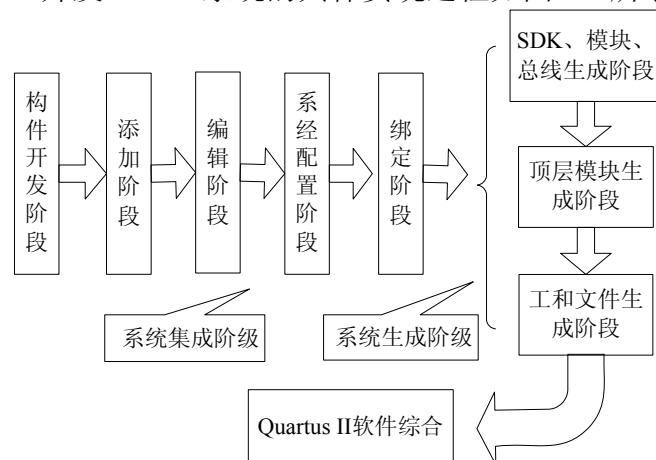 构件开发阶段
添加阶段
编辑阶段
系经配置阶段
绑定阶段
SDK、模块、
总线生成阶段
顶层模块生
成阶段
工和文件生
成阶段
系统集成阶级
系统生成阶级
Quartus II软件综合